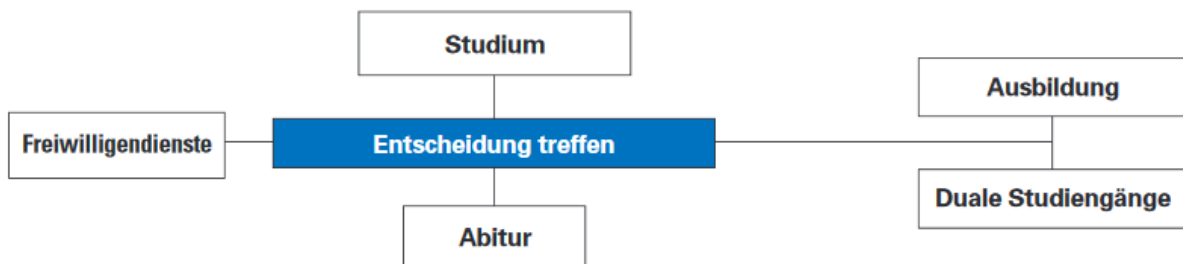 Studium
Ausbildung
Freiwilligendienste
Entscheidung treffen
Duale Studiengänge
Abitur